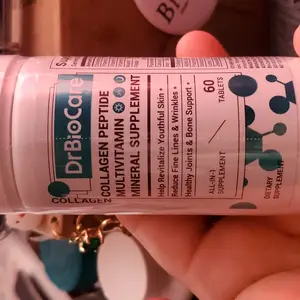 DrBioCare
COLLAGEN PEPTIDE
MULTIVITAMIN
MINERAL SUPPLEMENT
Help Revitalize Youthful Skin •
Reduce Fine Lines & Wrinkles •
Healthy Joints & Bone Support •
ALL-IN-1
SUPPLEMENT
60
TABLETS
DIETARY
SUPPLEMENT
COLLAGEN